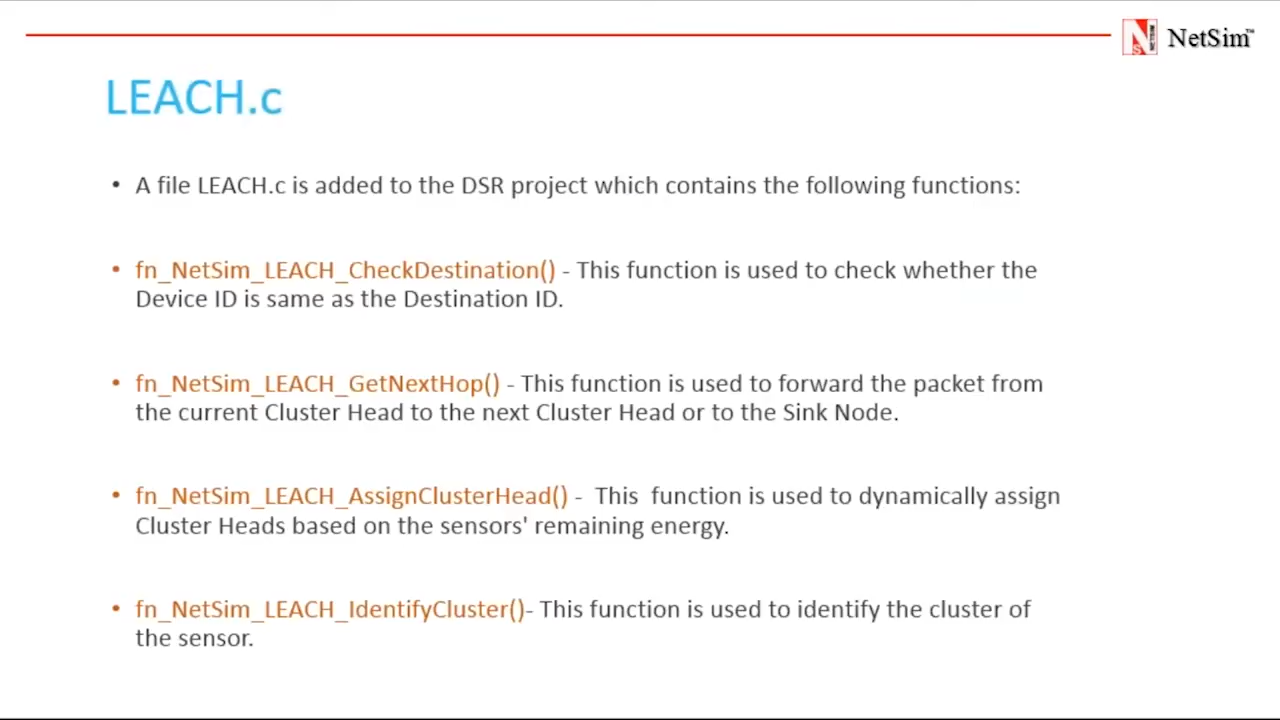 NetSim™
LEACH.c
• A file LEACH.c is added to the DSR project which contains the following functions:
• fn_NetSim_LEACH_CheckDestination() - This function is used to check whether the
Device ID is same as the Destination ID.
• fn_NetSim_LEACH_GetNextHop() - This function is used to forward the packet from
the current Cluster Head to the next Cluster Head or to the Sink Node.
• fn_NetSim_LEACH_AssignClusterHead() -  This  function is used to dynamically assign
Cluster Heads based on the sensors' remaining energy.
• fn_NetSim_LEACH_IdentifyCluster()- This function is used to identify the cluster of
the sensor.